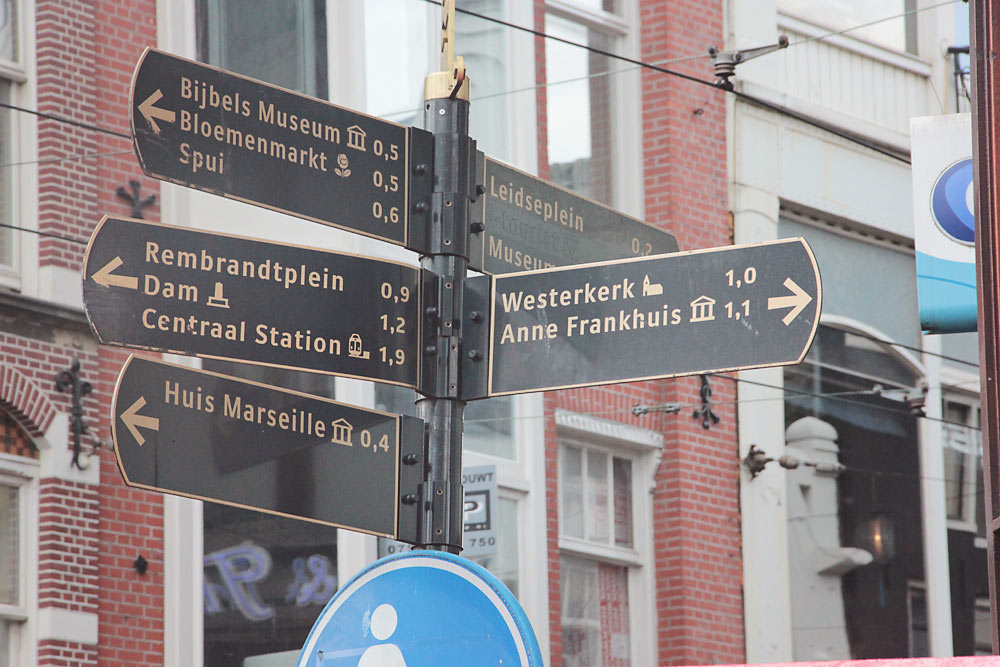 Bijbels Museum 0,5
Bloemenmarkt 0,5
Spui 0,6
Leidseplein 0,2
Museum
Rembrandtplein 0,9
Dam 1,2
Centraal Station 1,9
Westerkerk 1,0
Anne Frankhuis 1,1
Huis Marseille 0,4
OUWT
P
750